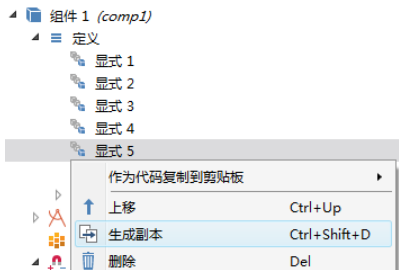 组件 1 (comp1)
定义
显式 1
显式 2
显式 3
显式 4
显式 5
作为代码复制到剪贴板
上移 Ctrl+Up
生成副本 Ctrl+Shift+D
删除 Del